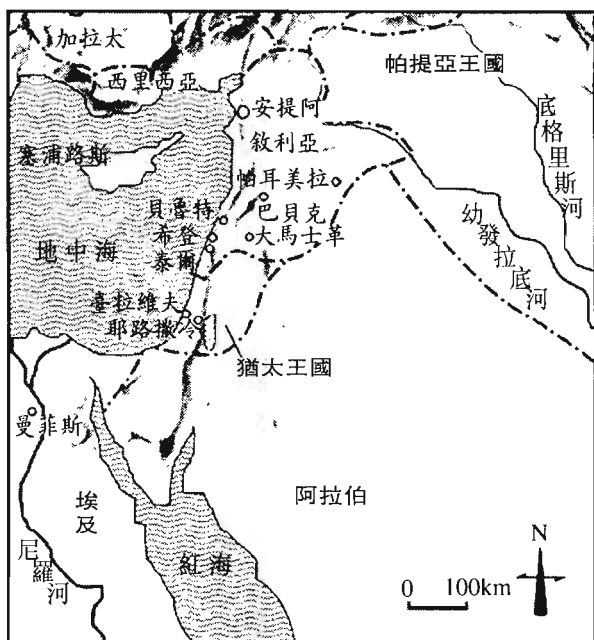 加拉太
西里西亞
帕提亞王國
安提阿
底格里斯河
敘利亞
塞浦路斯
帕耳美拉
貝魯特
巴貝克
希登
大馬士革
幼發拉底河
地中海
泰爾
臺拉維夫
耶路撒冷
猶太王國
曼菲斯
阿拉伯
埃及
N
尼羅河
紅海
0 100km